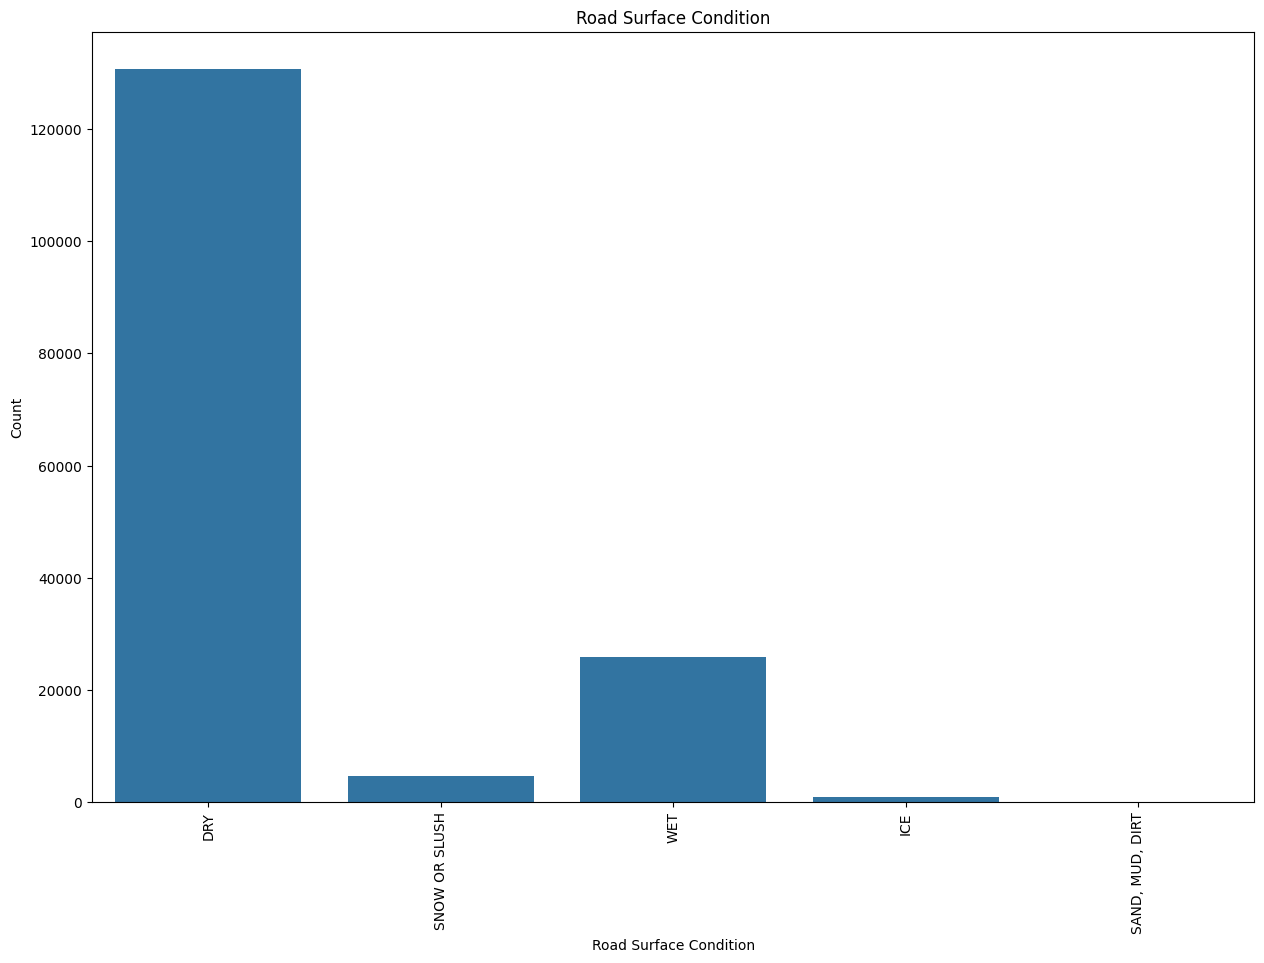 Road Surface Condition
Count
120000
100000
80000
60000
40000
20000
0
DRY
SNOW OR SLUSH
WET
ICE
SAND, MUD, DIRT
Road Surface Condition